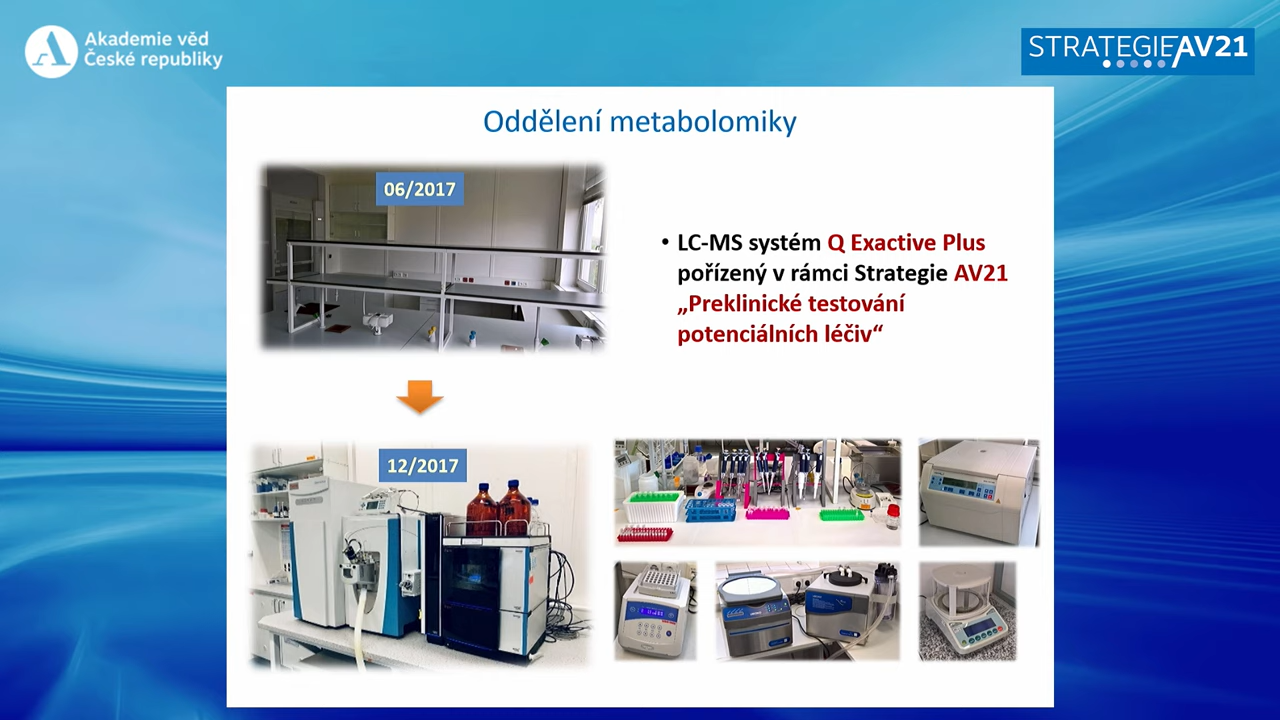 Akademie věd
České republiky
STRATEGIE AV21
Oddělení metabolomiky
06/2017
• LC-MS systém Q Exactive Plus
pořízený v rámci Strategie AV21
„Preklinické testování
potenciálních léčiv“
12/2017